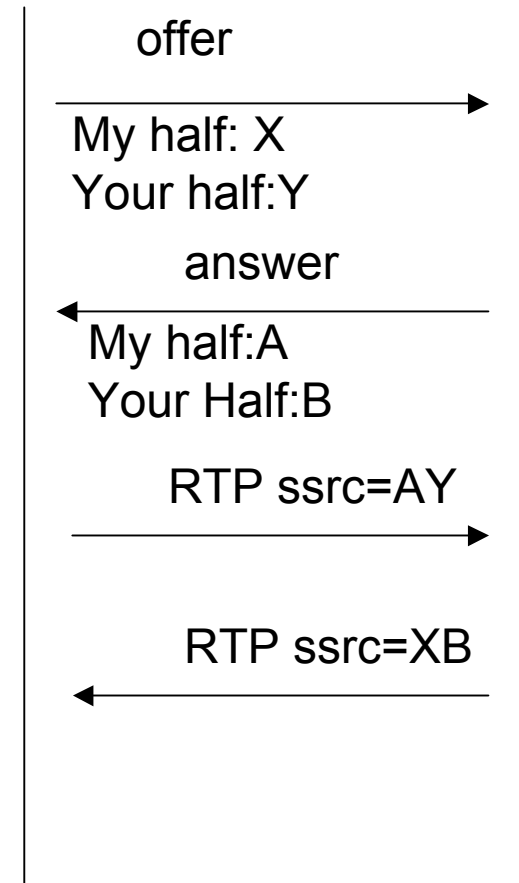 offer
My half: X
Your half:Y
answer
My half:A
Your Half:B
RTP ssrc=AY
RTP ssrc=XB